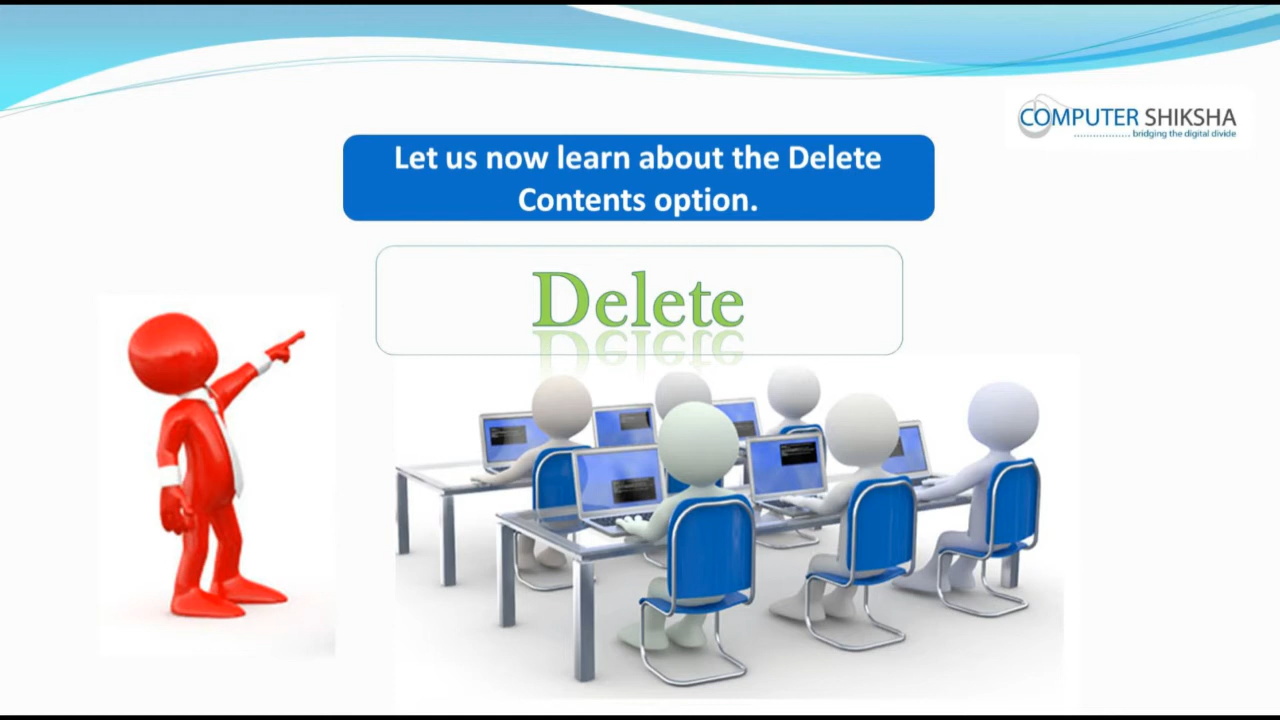 COMPUTER SHIKSHA
bridging the digital divide
Let us now learn about the Delete
Contents option.
Delete